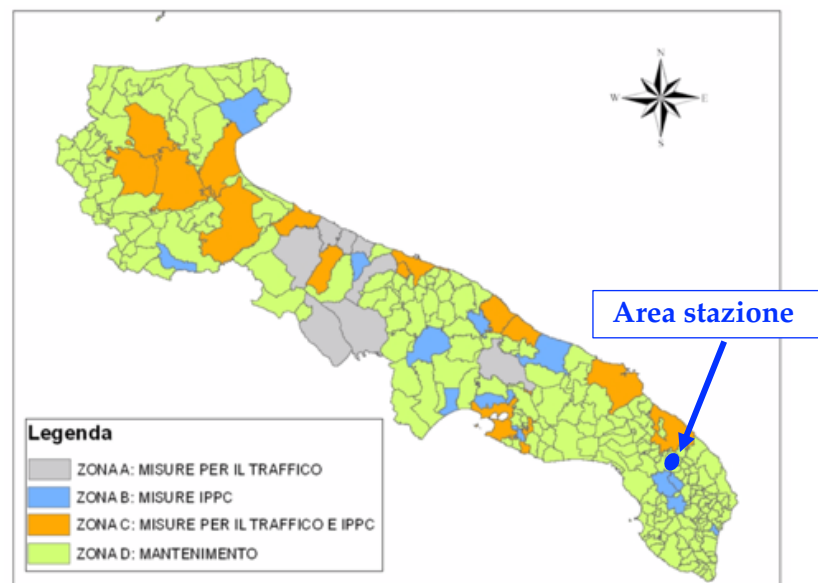 N
W E
S
Area stazione
Legenda
ZONA A: MISURE PER IL TRAFFICO
ZONA B: MISURE IPPC
ZONA C: MISURE PER IL TRAFFICO E IPPC
ZONA D: MANTENIMENTO